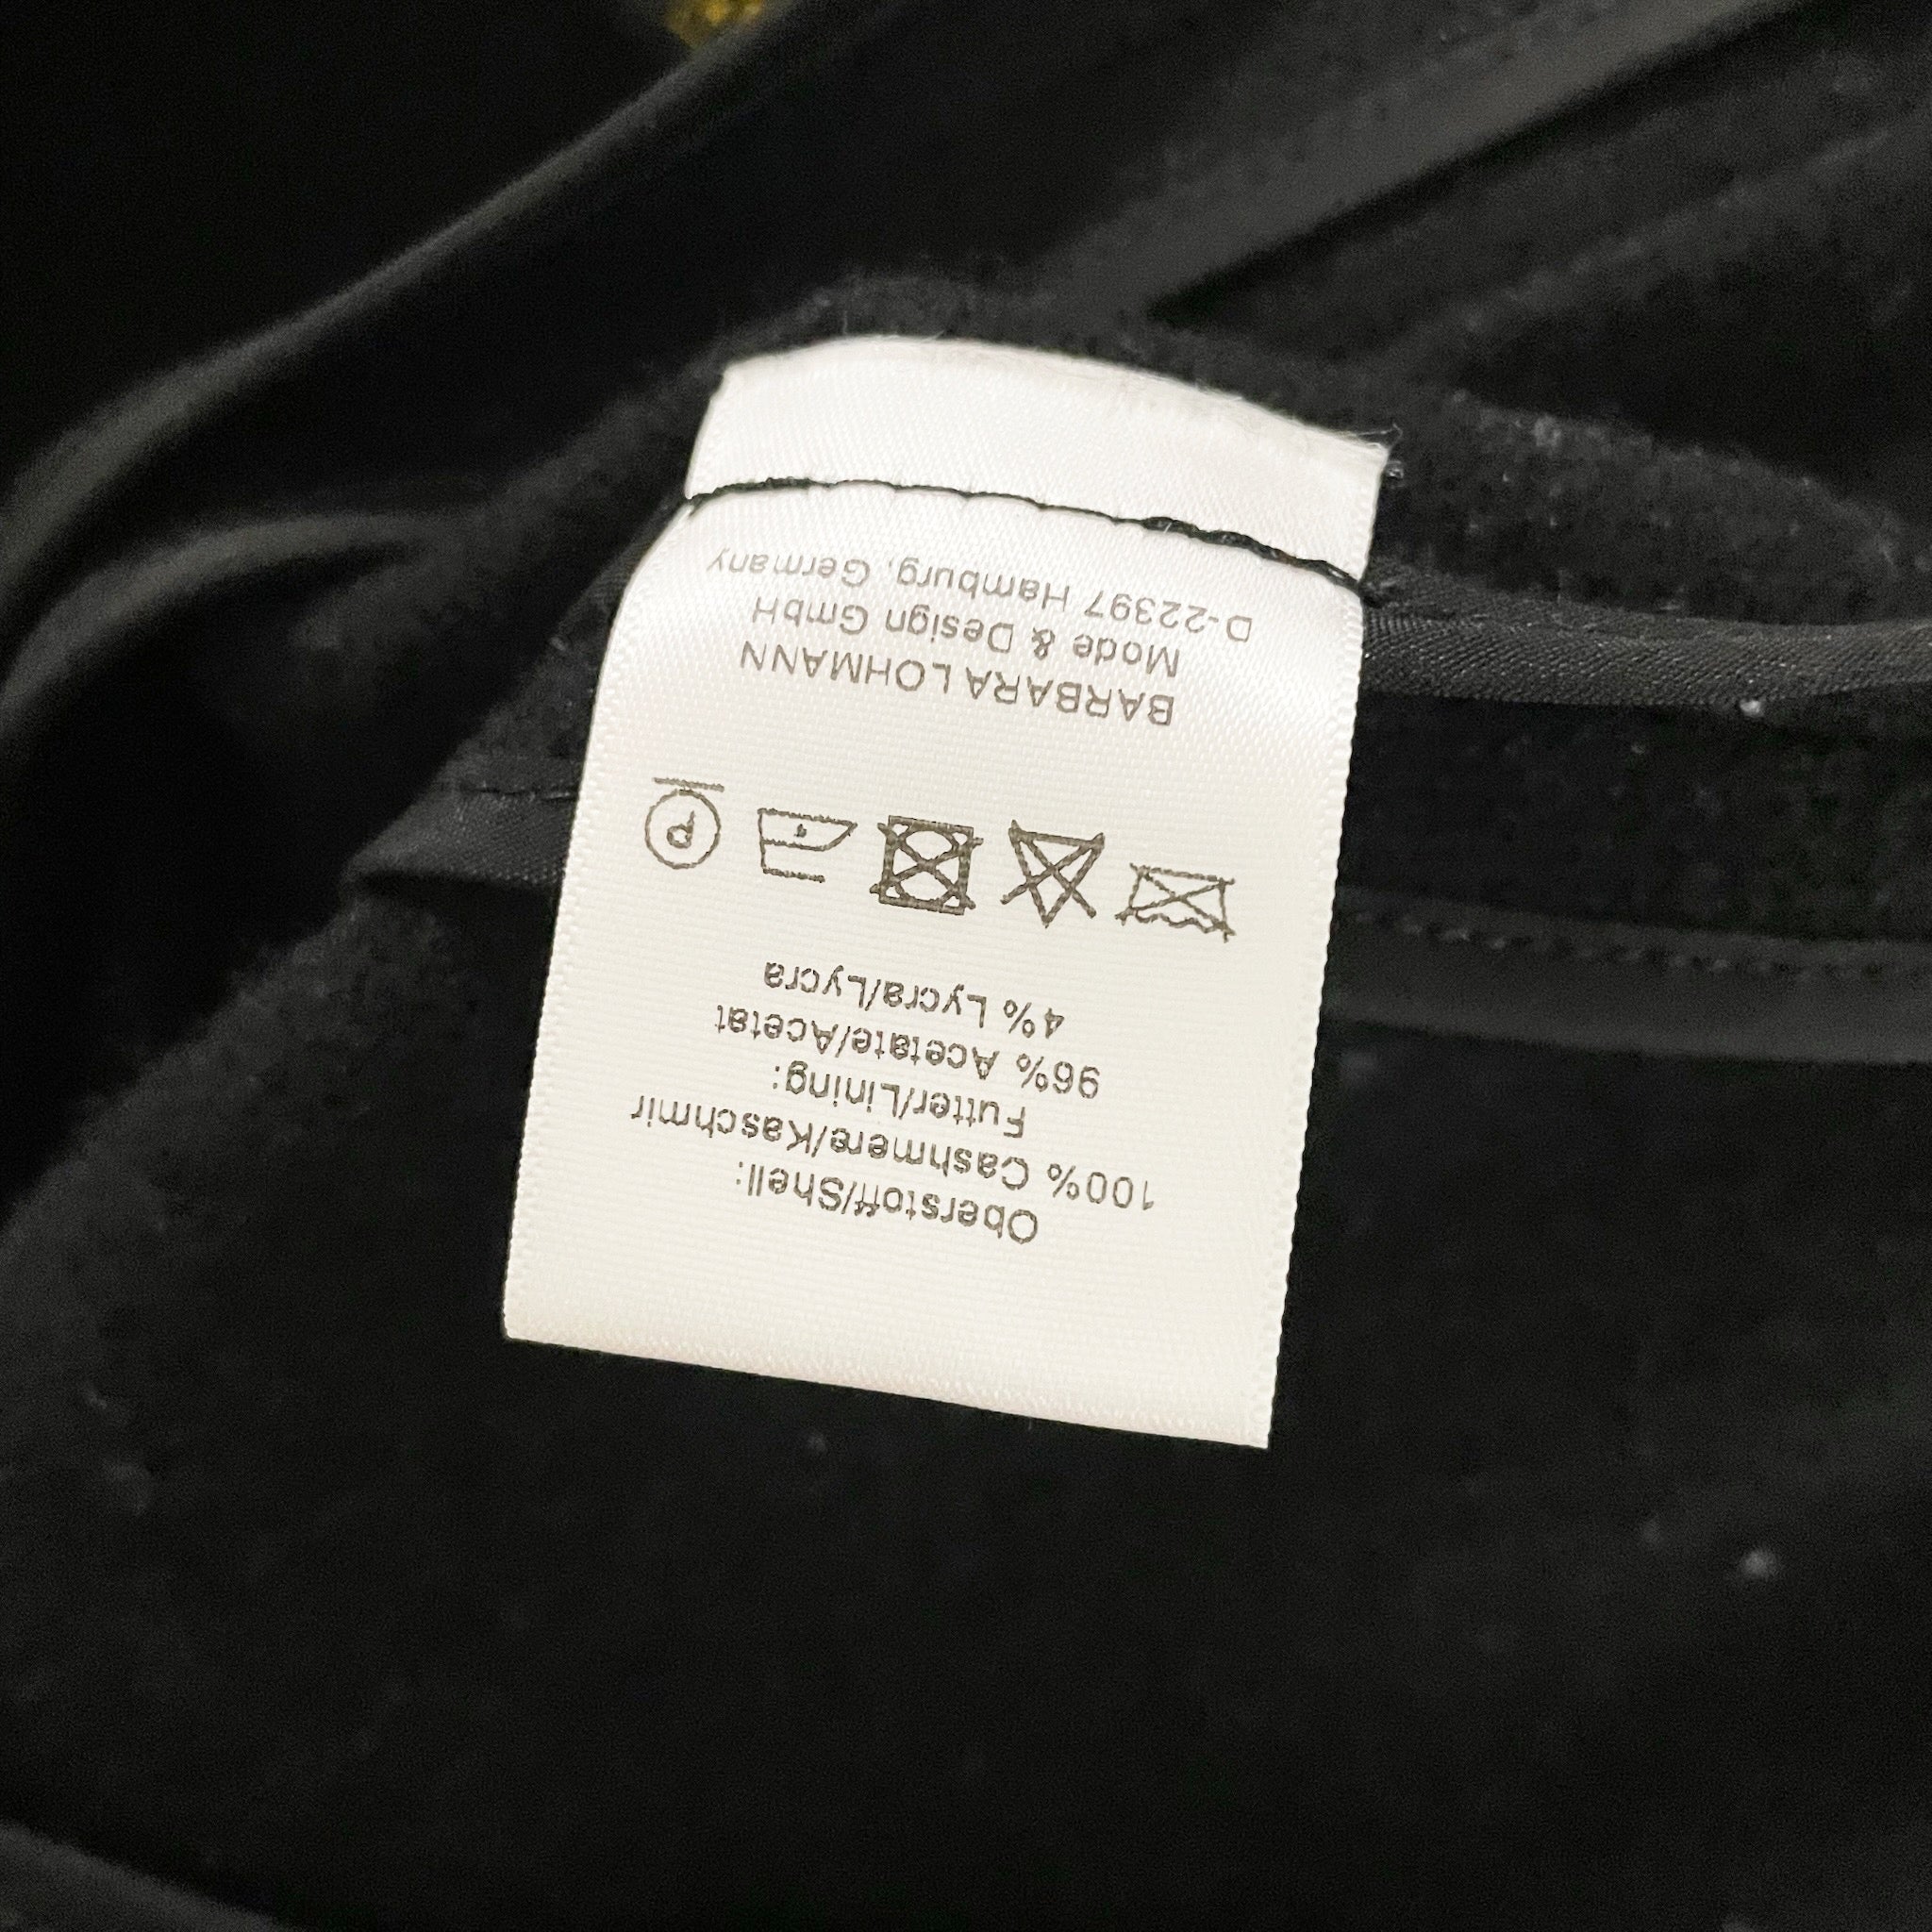 Oberstoff/Shell:
100% Cashmere/Kaschmir
Futter/Lining:
96% Acetate/Acetat
4% Lycra/Lycra
P
BARBARA LOHMANN
Mode & Design GmbH
D-22397 Hamburg, Germany